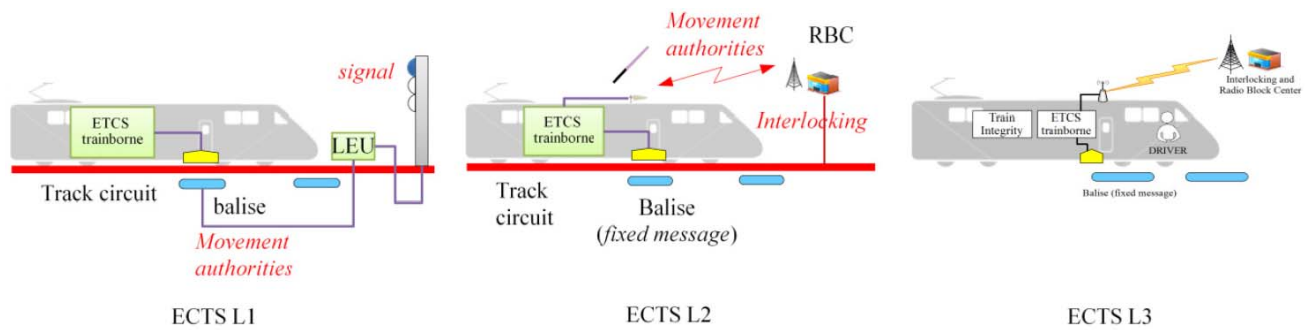 signal
ETCS
trainborne
LEU
Track circuit
balise
Movement
authorities
ECTS L1
Movement
authorities
RBC
ETCS
trainborne
Interlocking
Track
circuit
Balise
(fixed message)
ECTS L2
Interlocking and
Radio Block Center
Train
Integrity
ETCS
trainborne
DRIVER
Balise (fixed message)
ECTS L3